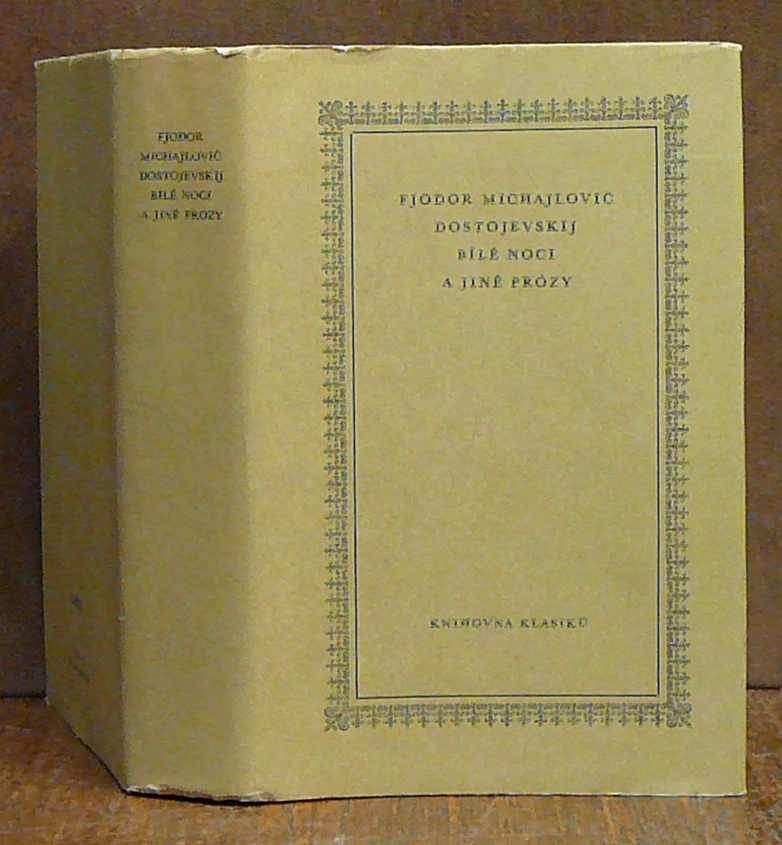 FJODOR
MICHAJLOVIČ
DOSTOJEVSKIJ
BÍLÉ NOCI
A JINÉ PRÓZY
FJODOR MICHAJLOVIČ
DOSTOJEVSKIJ
BÍLÉ NOCI
A JINÉ PRÓZY
KNIHOVNA KLASIKŮ